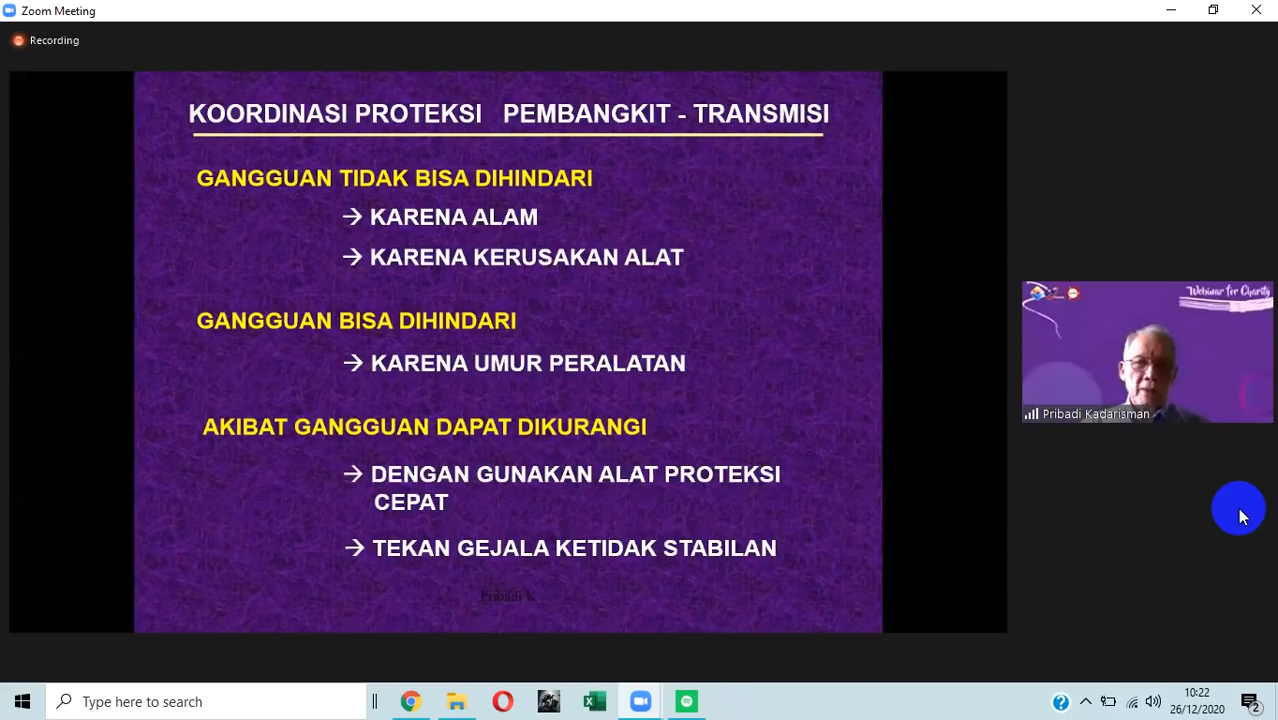 Zoom Meeting
Recording
KOORDINASI PROTEKSI PEMBANGKIT - TRANSMISI
GANGGUAN TIDAK BISA DIHINDARI
→ KARENA ALAM
→ KARENA KERUSAKAN ALAT
GANGGUAN BISA DIHINDARI
→ KARENA UMUR PERALATAN
AKIBAT GANGGUAN DAPAT DIKURANGI
→ DENGAN GUNAKAN ALAT PROTEKSI
CEPAT
→ TEKAN GEJALA KETIDAK STABILAN
Pribadi K
Webinar for Charity
Pribadi Kadarisman
Type here to search
10:22
26/12/2020
2